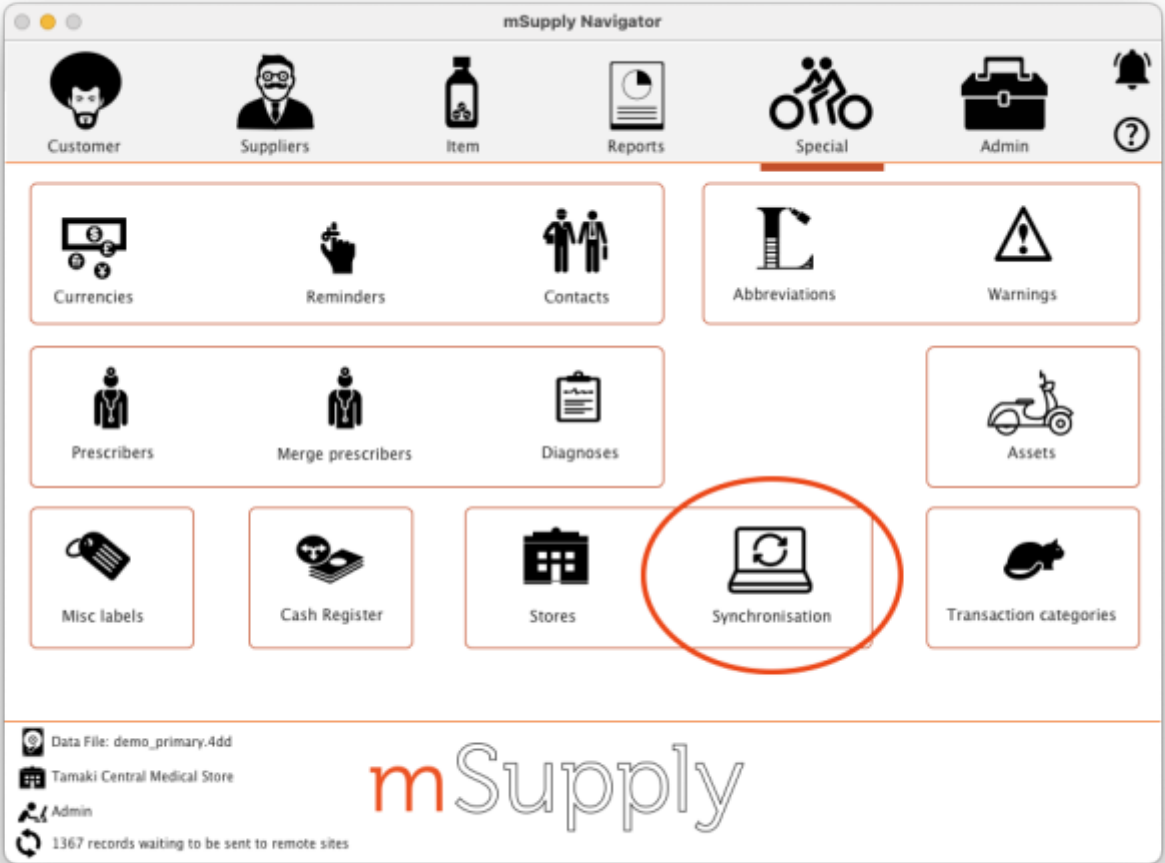 mSupply Navigator
Customer
Suppliers
Item
Reports
Special
Admin
Currencies
Reminders
Contacts
Abbreviations
Warnings
Prescribers
Merge prescribers
Diagnoses
Assets
Misc labels
Cash Register
Stores
Synchronisation
Transaction categories
Data File: demo_primary.4dd
Tamaki Central Medical Store
Admin
1367 records waiting to be sent to remote sites
mSupply